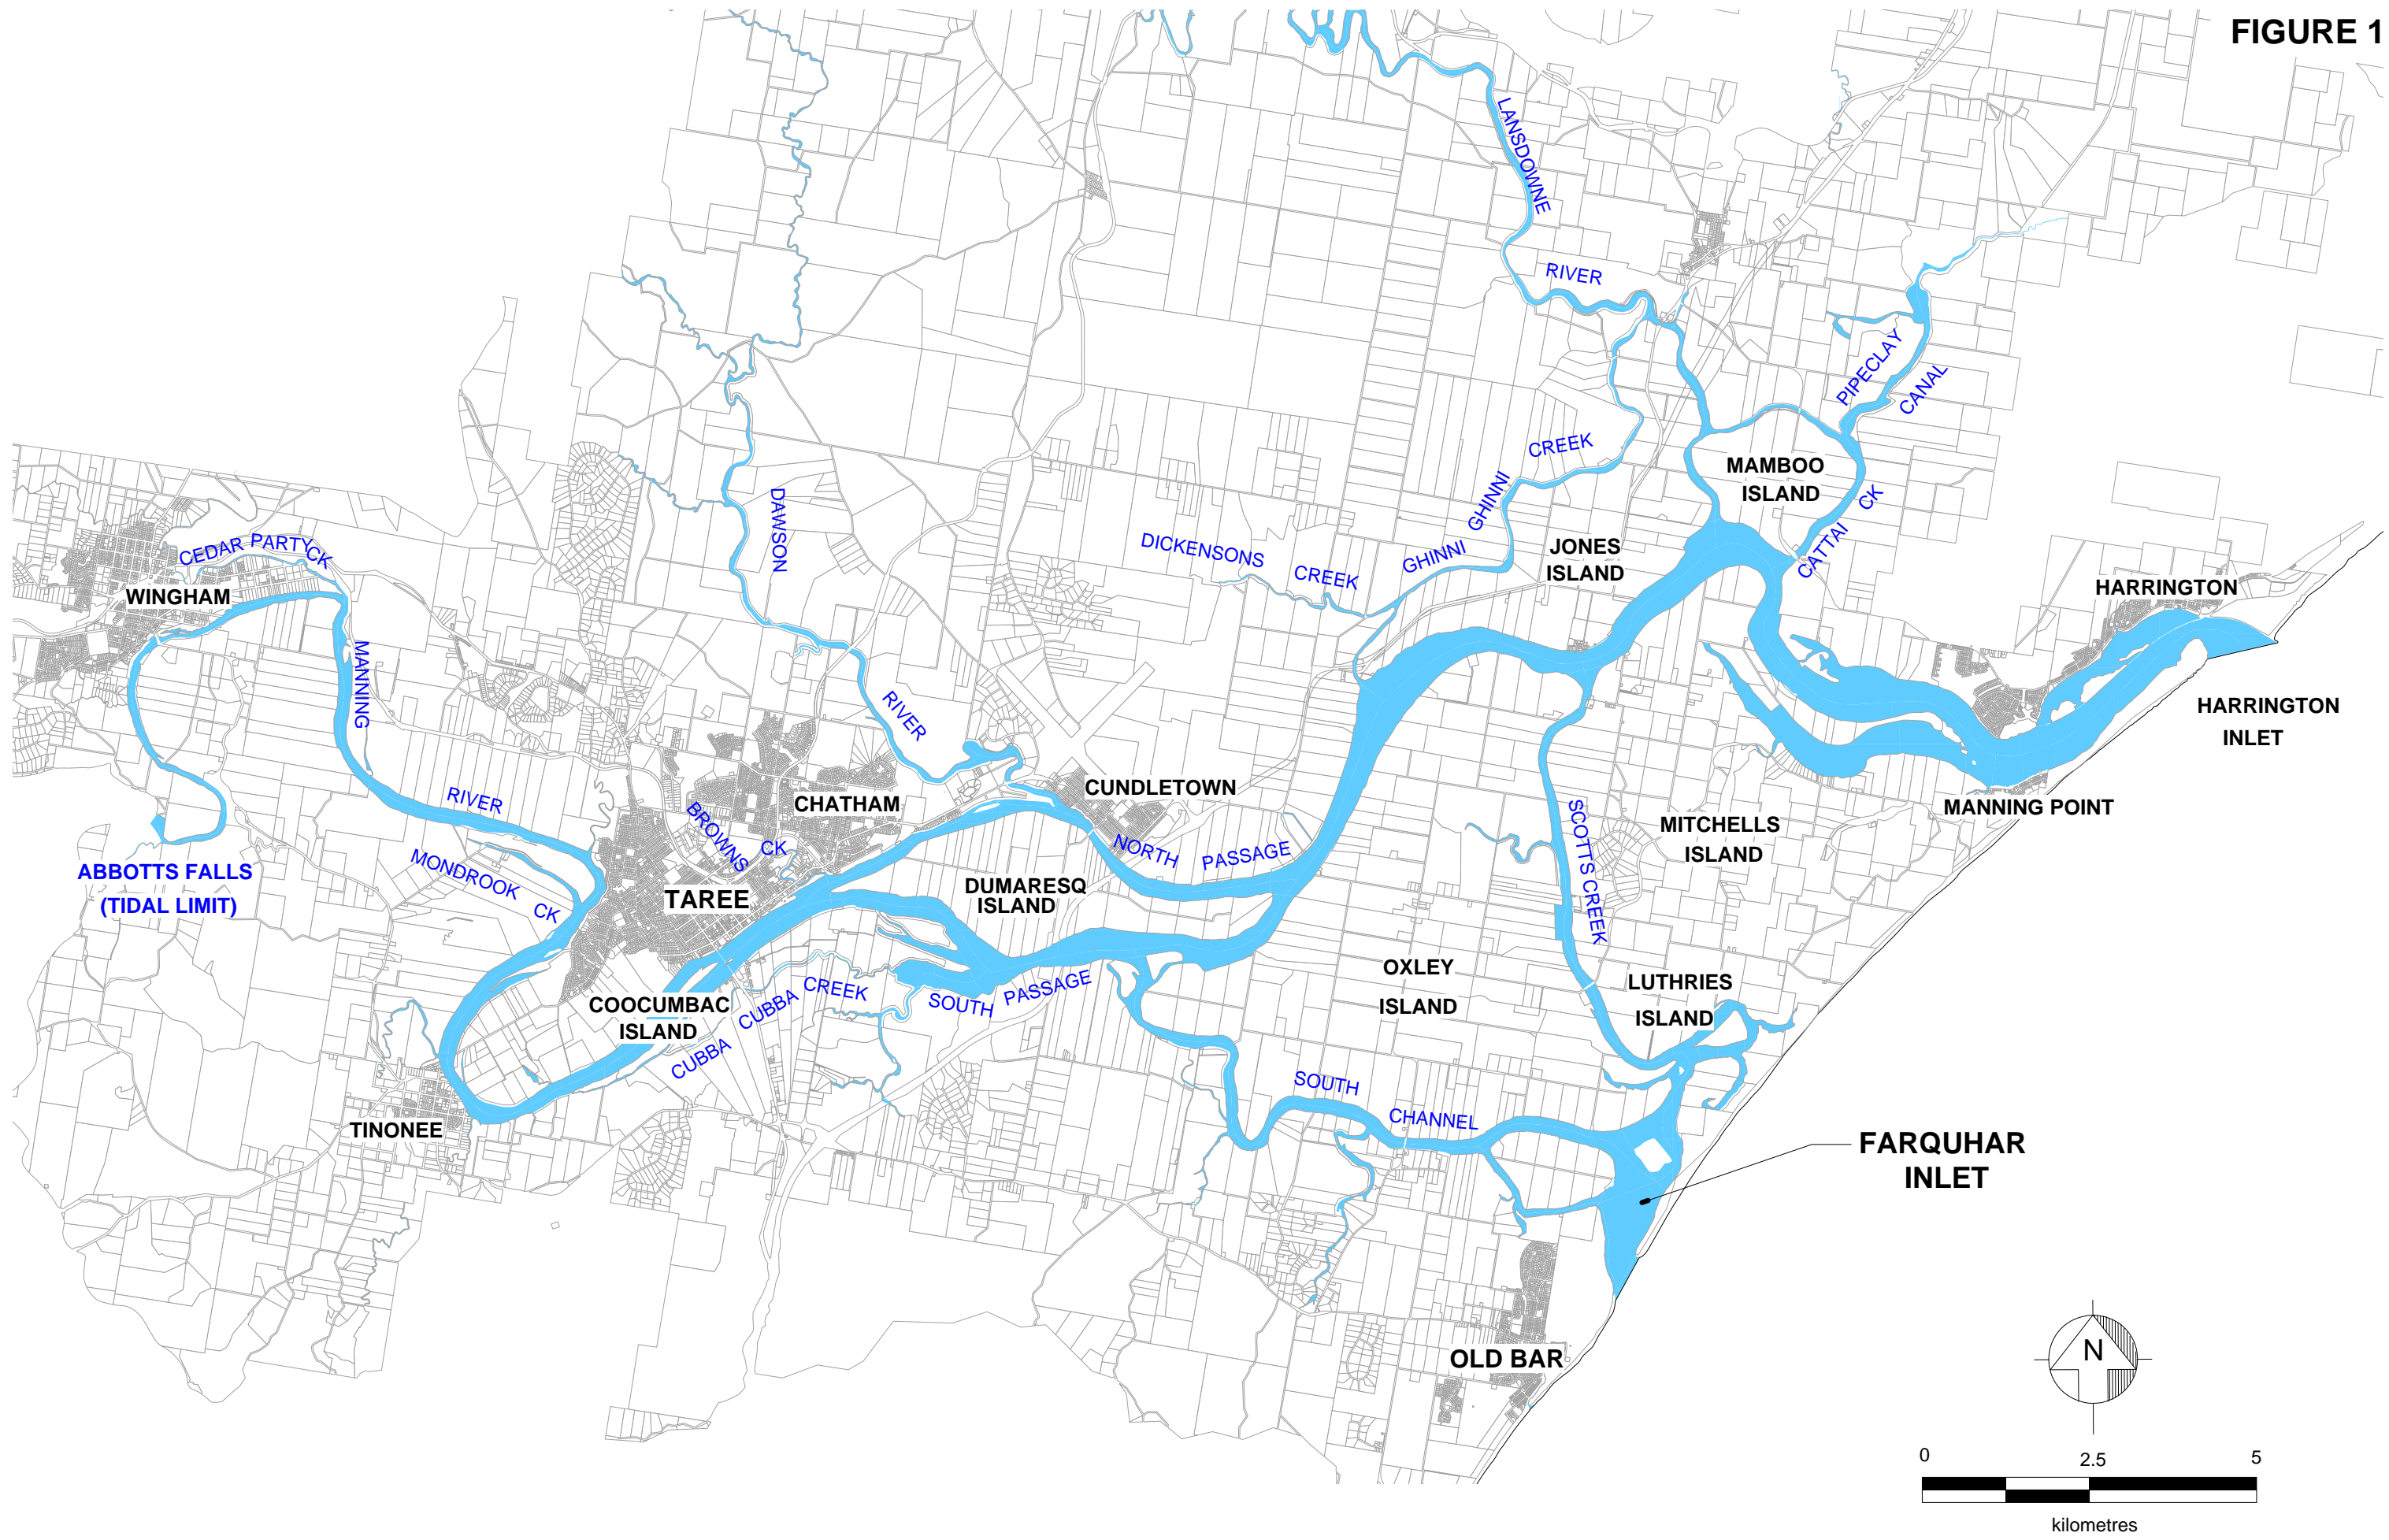 FIGURE 1
LANSDOWNE
RIVER
PIPECLAY
CANAL
MAMBOO
ISLAND
CATTAI CK
GHINNI GHINNI CREEK
DICKENSONS CREEK
JONES
ISLAND
DAWSON
RIVER
CEDAR PARTY CK
WINGHAM
MANNING
RIVER
HARRINGTON
HARRINGTON
INLET
MANNING POINT
CUNDLETOWN
CHATHAM
BROWNS CK
NORTH PASSAGE
SCOTTS CREEK
MITCHELLS
ISLAND
ABBOTTS FALLS
(TIDAL LIMIT)
MONDROOK CK
TAREE
DUMARESQ
ISLAND
OXLEY
ISLAND
LUTHRIES
ISLAND
COOCUMBAC
ISLAND
CUBBA CUBBA CREEK
SOUTH PASSAGE
SOUTH CHANNEL
TINONEE
FARQUHAR
INLET
OLD BAR
N
0 2.5 5
kilometres